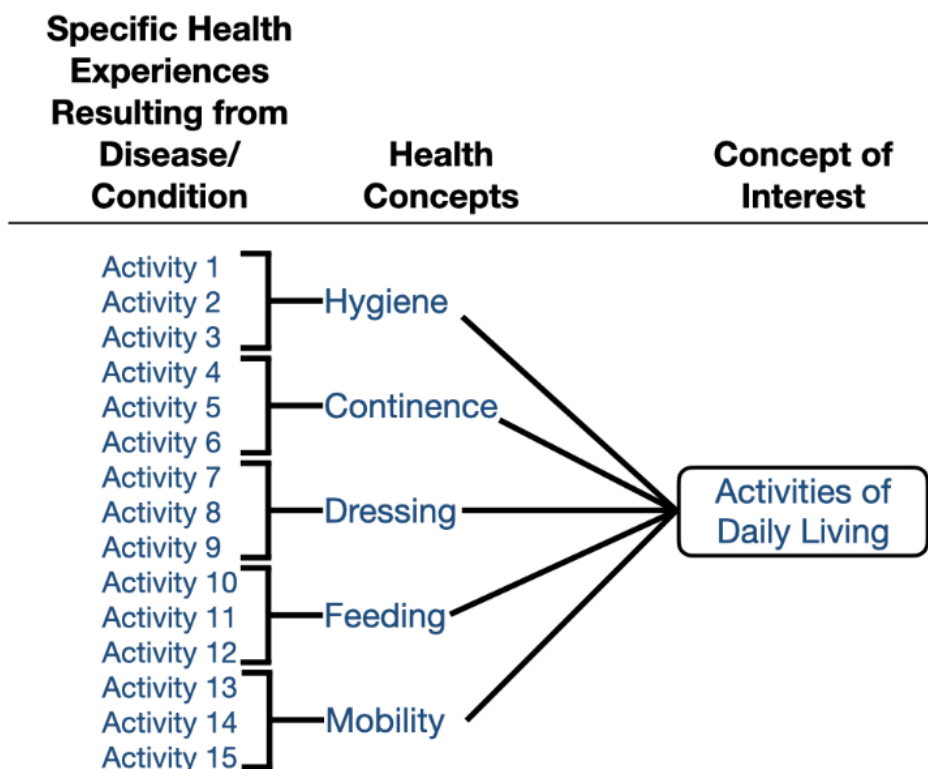 Specific Health
Experiences
Resulting from
Disease/
Condition
Health
Concepts
Concept of
Interest
Activity 1
Activity 2
Activity 3
Hygiene
Activity 4
Activity 5
Activity 6
Continence
Activity 7
Activity 8
Activity 9
Dressing
Activity 10
Activity 11
Activity 12
Feeding
Activity 13
Activity 14
Activity 15
Mobility
Activities of
Daily Living